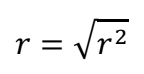 r = √r²